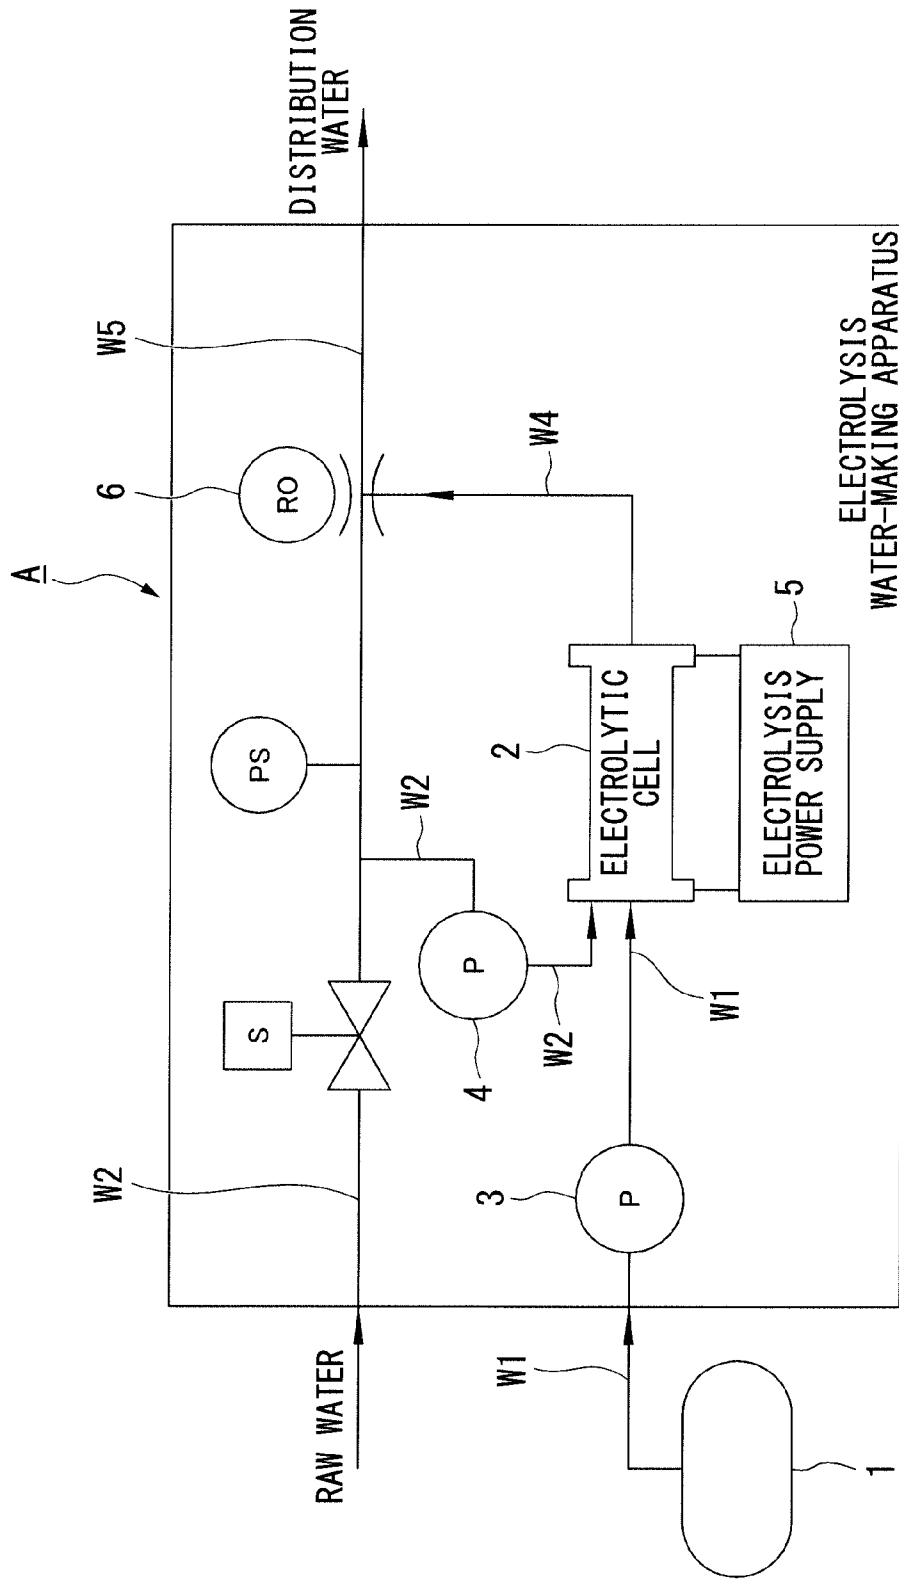 A
6
W5
DISTRIBUTION
WATER
RO
PS
S
W2
RAW WATER
W2
P
4
W2
2
ELECTROLYTIC
CELL
W4
3
P
W1
W1
1
ELECTROLYSIS
POWER SUPPLY
5
ELECTROLYSIS
WATER-MAKING APPARATUS